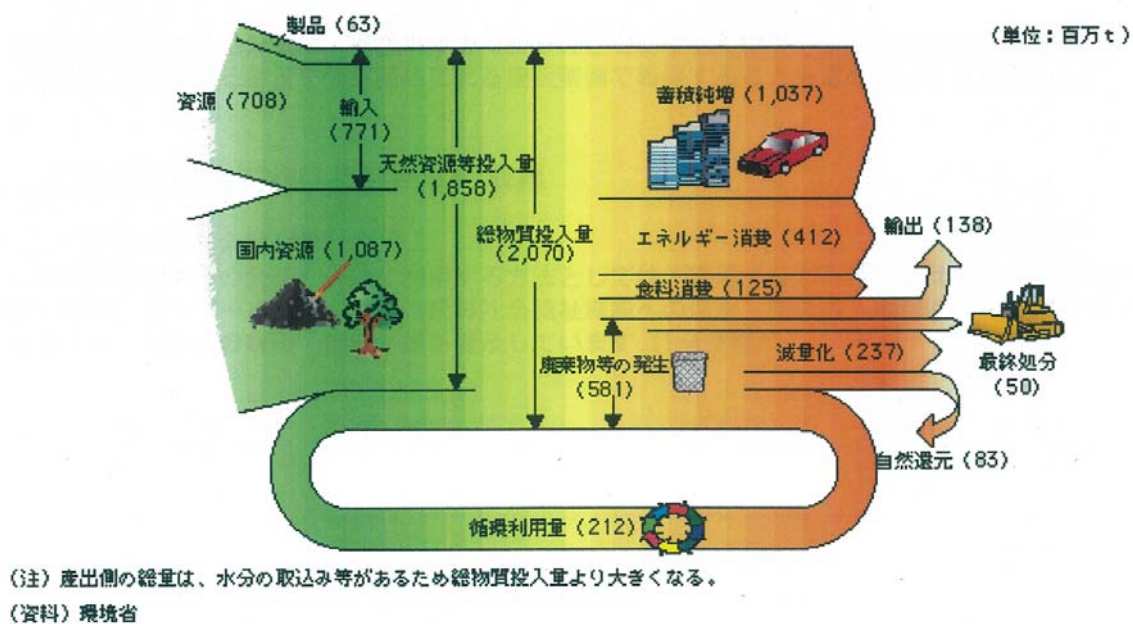 製品(63)
(単位:百万t)
資源(708)
輸入
(771)
天然資源等投入量
(1,858)
総物質投入量
(2,070)
蓄積純増(1,037)
国内資源(1,087)
エネルギー消費(412)
輸出(138)
食料消費(125)
廃棄物等の発生
(581)
減量化(237)
最終処分
(50)
自然還元(83)
循環利用量(212)
(注)産出側の総量は、水分の取込み等があるため総物質投入量より大きくなる。
(資料)環境省